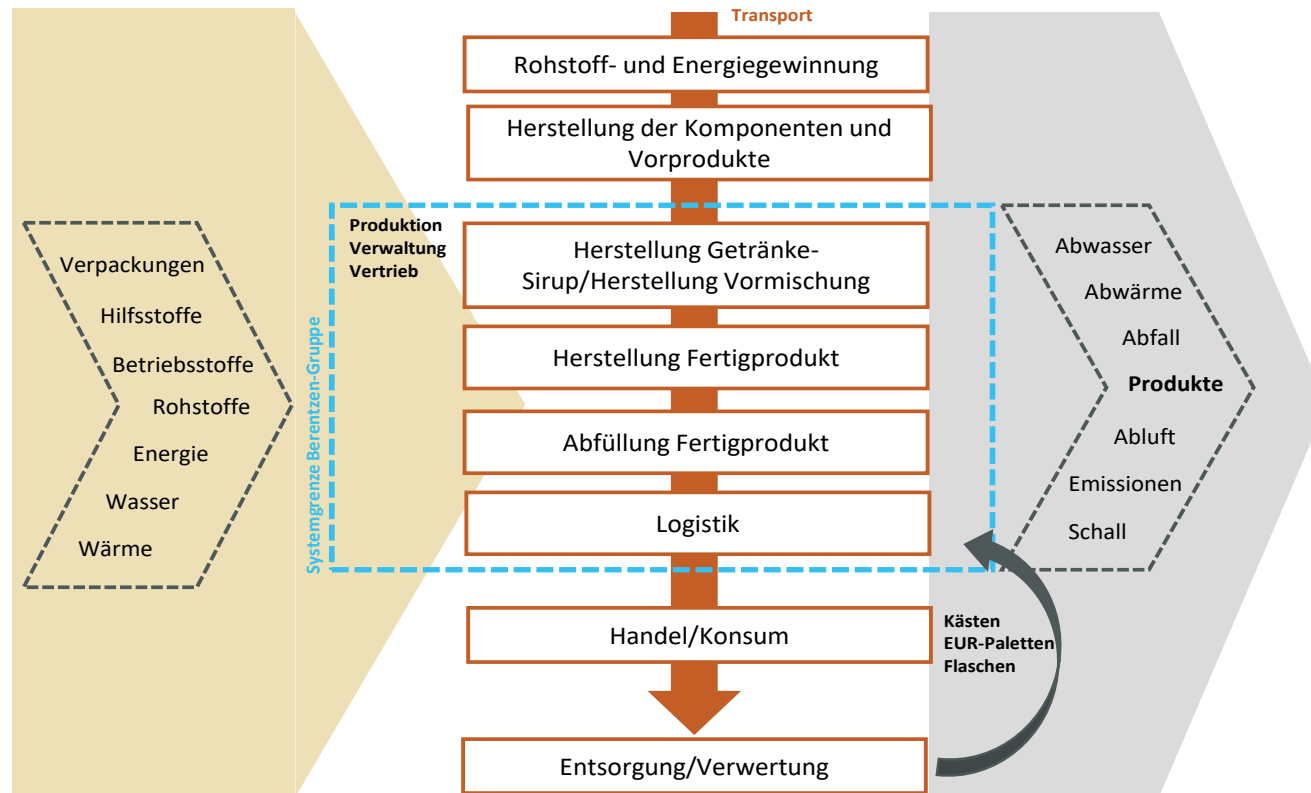 Transport
Rohstoff- und Energiegewinnung
Herstellung der Komponenten und
Vorprodukte
Verpackungen
Hilfsstoffe
Betriebsstoffe
Rohstoffe
Energie
Wasser
Wärme
Systemgrenze Berentzen-Gruppe
Produktion
Verwaltung
Vertrieb
Herstellung Getränke-
Sirup/Herstellung Vormischung
Herstellung Fertigprodukt
Abfüllung Fertigprodukt
Logistik
Abwasser
Abwärme
Abfall
Produkte
Abluft
Emissionen
Schall
Handel/Konsum
Kästen
EUR-Paletten
Flaschen
Entsorgung/Verwertung